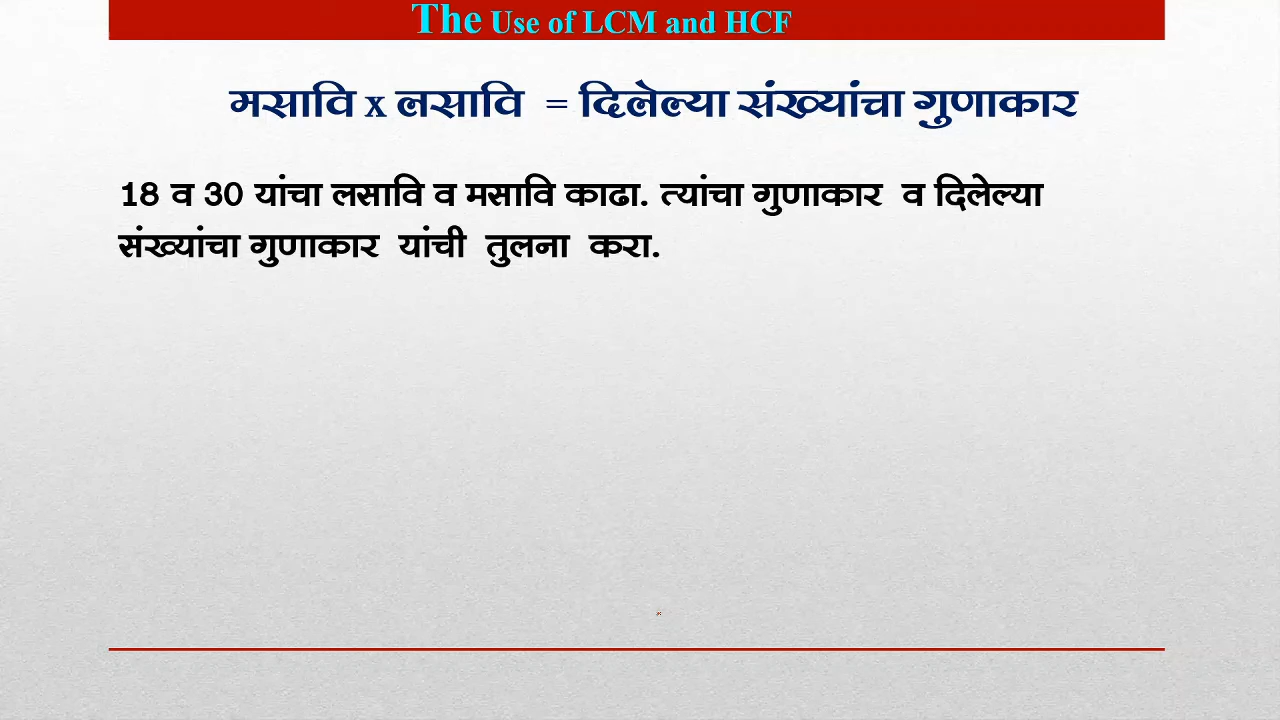 The Use of LCM and HCF
मसावि x लसावि = दिलेल्या संख्यांचा गुणाकार
18 व 30 यांचा लसावि व मसावि काढा. त्यांचा गुणाकार व दिलेल्या
संख्यांचा गुणाकार यांची तुलना करा.